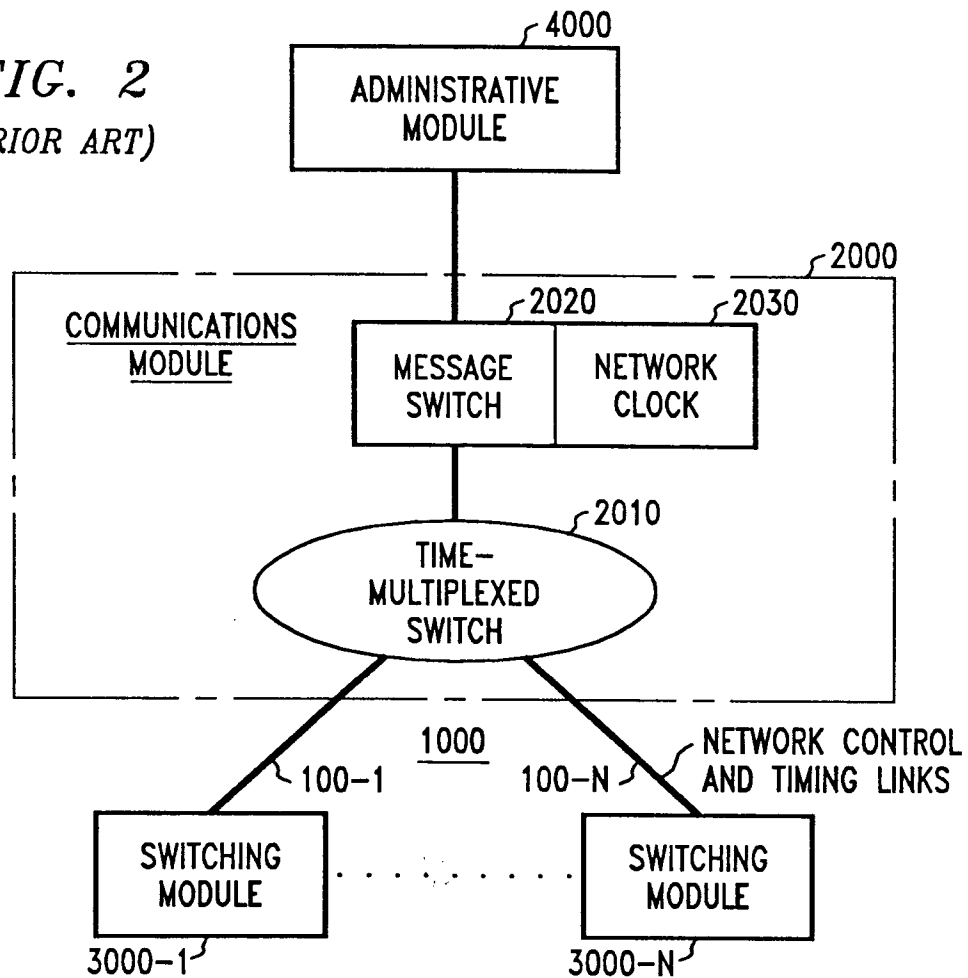 FIG. 2
RIOR ART)
4000
ADMINISTRATIVE
MODULE
2000
COMMUNICATIONS
MODULE
2020
2030
MESSAGE
SWITCH
NETWORK
CLOCK
2010
TIME-
MULTIPLEXED
SWITCH
1000
100-1
100-N
NETWORK CONTROL
AND TIMING LINKS
SWITCHING
MODULE
SWITCHING
MODULE
3000-1
3000-N